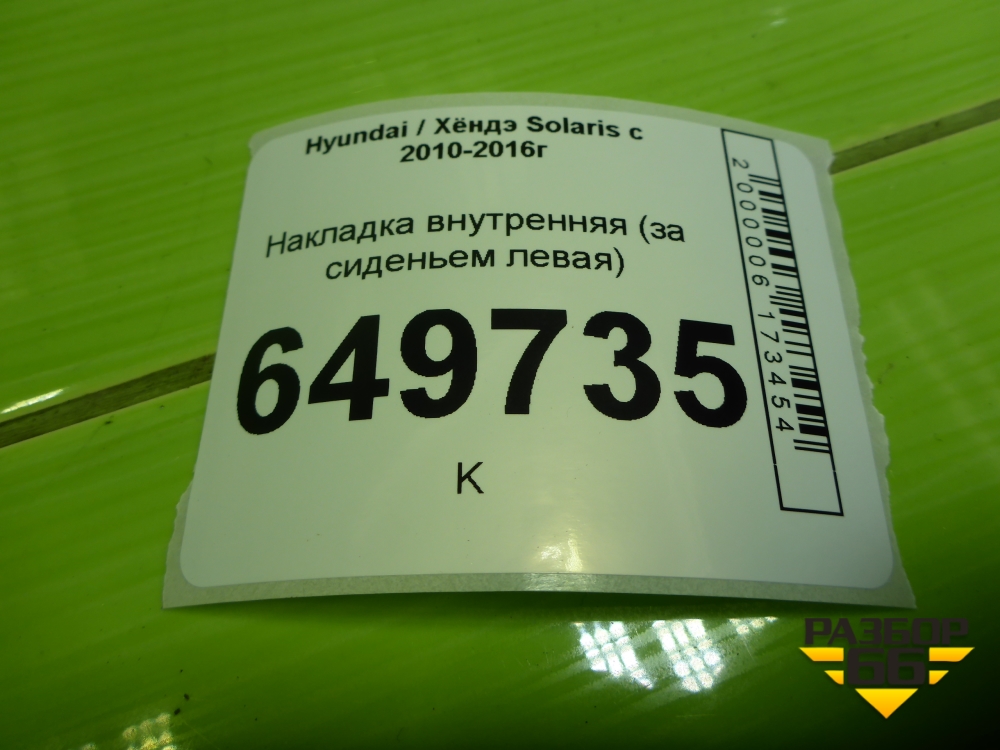 Hyundai / Хёндэ Solaris с
2010-2016г
Накладка внутренняя (за
сиденьем левая)
649735
К
2000006173454
РАЗБОР
66